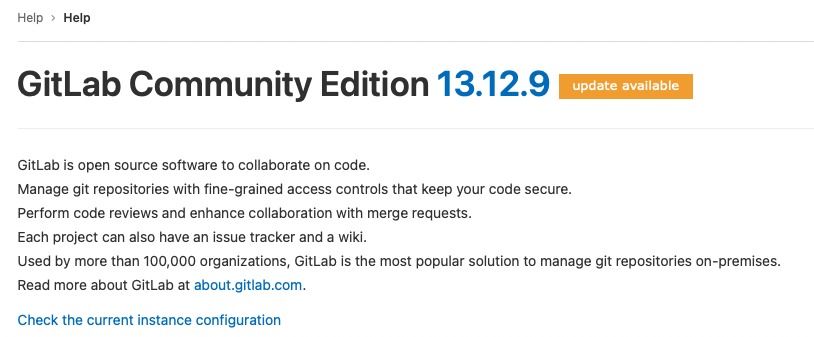 Help › Help
GitLab Community Edition 13.12.9 update available
GitLab is open source software to collaborate on code.
Manage git repositories with fine-grained access controls that keep your code secure.
Perform code reviews and enhance collaboration with merge requests.
Each project can also have an issue tracker and a wiki.
Used by more than 100,000 organizations, GitLab is the most popular solution to manage git repositories on-premises.
Read more about GitLab at about.gitlab.com.
Check the current instance configuration